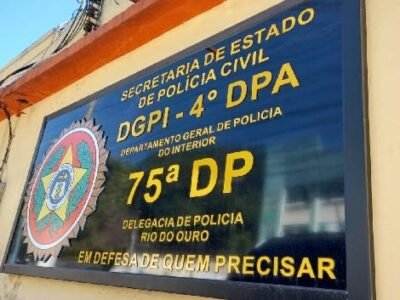 SECRETARIA DE ESTADO
DE POLÍCIA CIVIL
DGPI - 4º DPA
DEPARTAMENTO GERAL DE POLICIA
DO INTERIOR
75ª DP
DELEGACIA DE POLICIA
RIO DO OURO
EM DEFESA DE QUEM PRECISAR